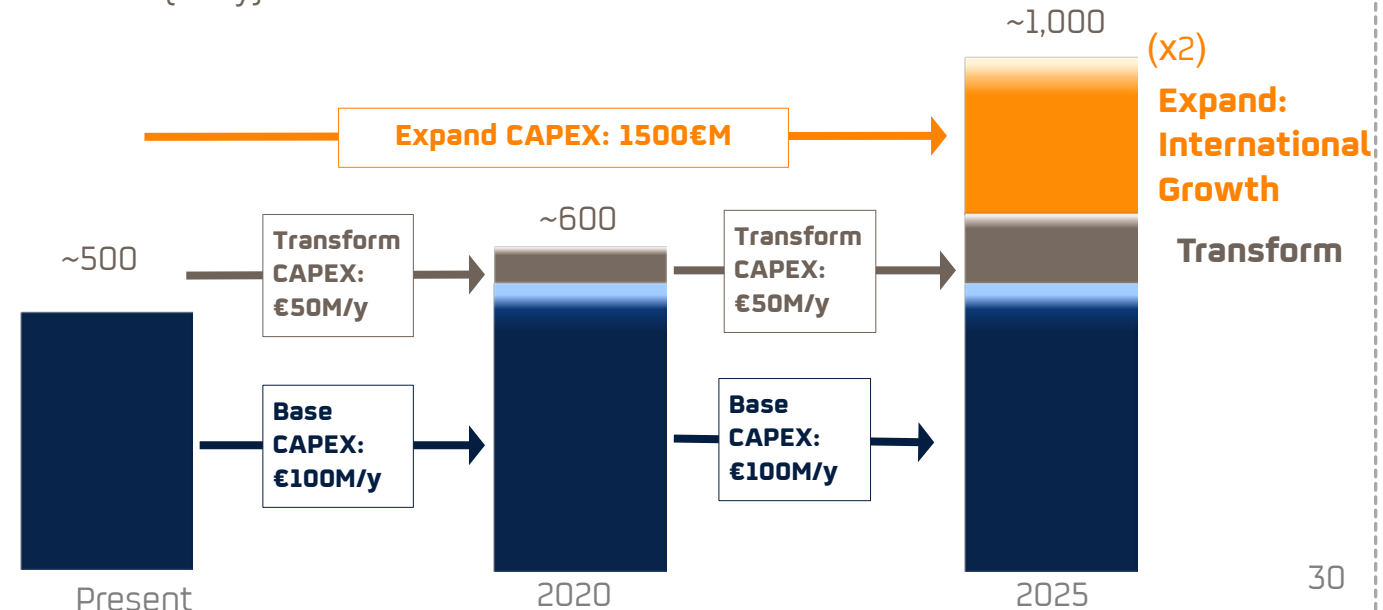 ~1,000
(x2)
Expand:
International
Growth
Expand CAPEX: 1500€M
~600
Transform
CAPEX:
€50M/y
Transform
CAPEX:
€50M/y
Transform
~500
Base
CAPEX:
€100M/y
Base
CAPEX:
€100M/y
Present
2020
2025
30